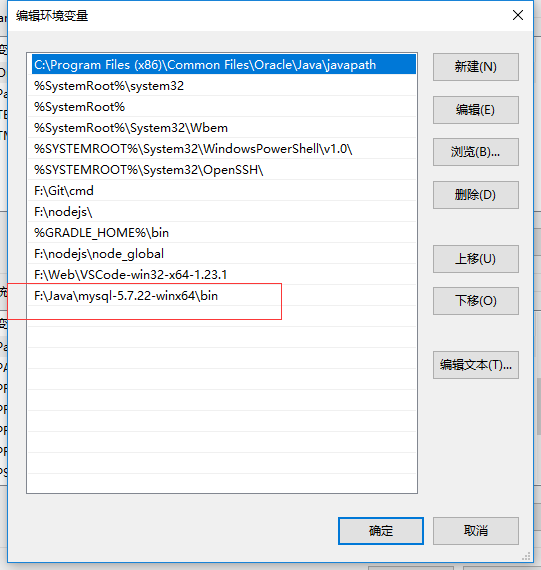 编辑环境变量
C:\Program Files (x86)\Common Files\Oracle\Java\javapath
%SystemRoot%\system32
%SystemRoot%
%SystemRoot%\System32\Wbem
%SYSTEMROOT%\System32\WindowsPowerShell\v1.0\
%SYSTEMROOT%\System32\OpenSSH\
F:\Git\cmd
F:\nodejs\
%GRADLE_HOME%\bin
F:\nodejs\node_global
F:\Web\VSCode-win32-x64-1.23.1
F:\Java\mysql-5.7.22-winx64\bin
新建(N)
编辑(E)
浏览(B)...
删除(D)
上移(U)
下移(O)
编辑文本(T)...
确定
取消